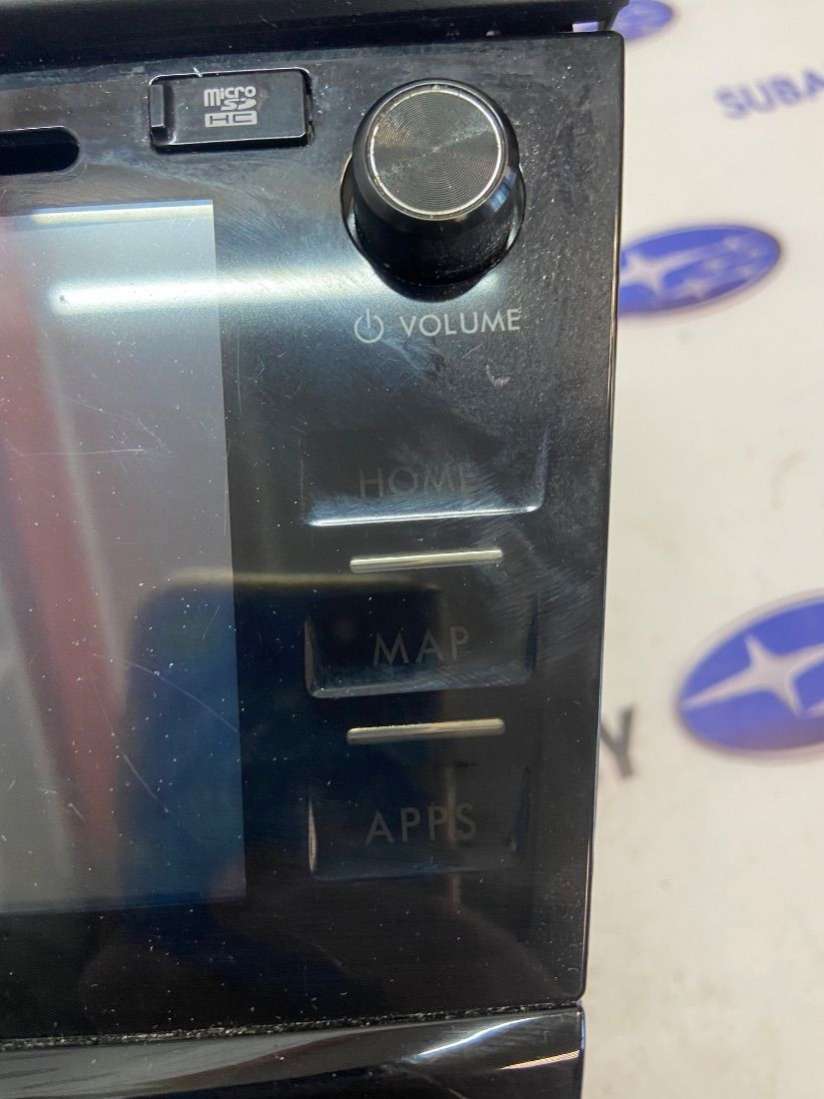 micro
SD
HC
SUBA
VOLUME
HOME
MAP
Y
APPS